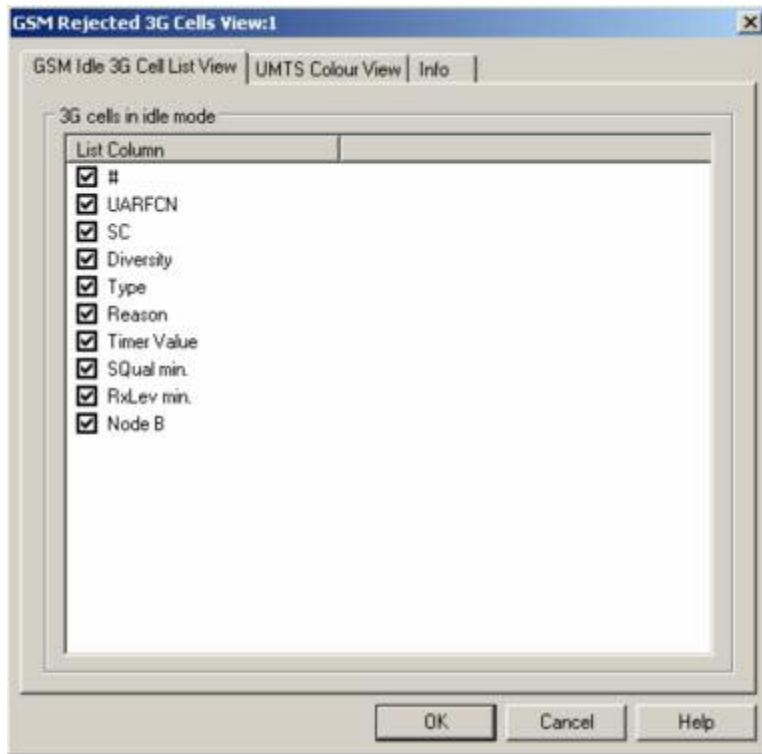 GSM Rejected 3G Cells View:1
GSM Idle 3G Cell List View UMTS Colour View Info
3G cells in idle mode
List Column
#
UARFCN
SC
Diversity
Type
Reason
Timer Value
SQual min.
RxLev min.
Node B
OK Cancel Help